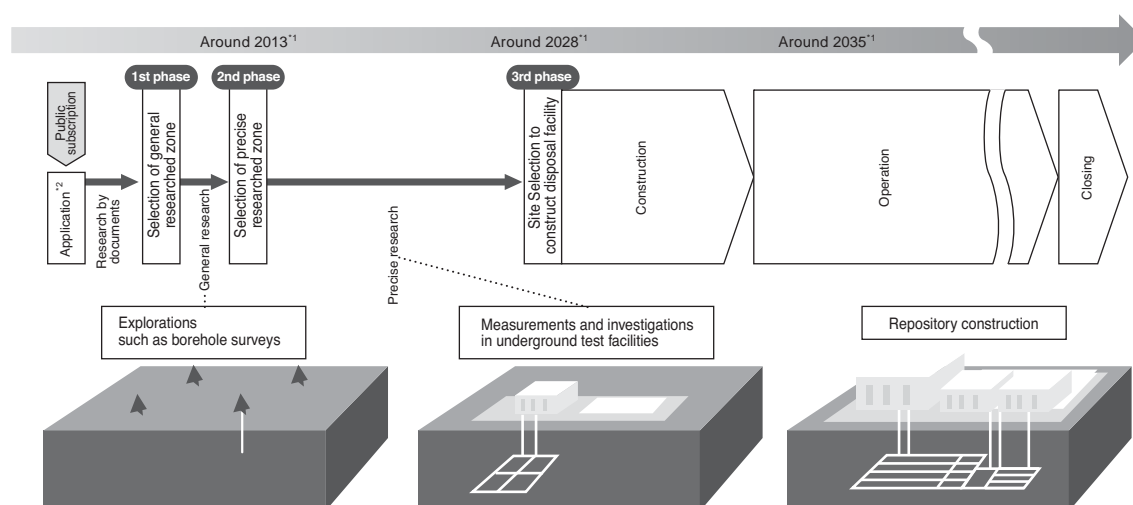 Around 2013*1
Around 2028*1
Around 2035*1
1st phase
2nd phase
3rd phase
Public
subscription
Application*2
Research by
documents
Selection of general
researched zone
General research
Selection of precise
researched zone
Precise research
Site Selection to
construct disposal facility
Construction
Operation
Closing
Explorations
such as borehole surveys
Measurements and investigations
in underground test facilities
Repository construction